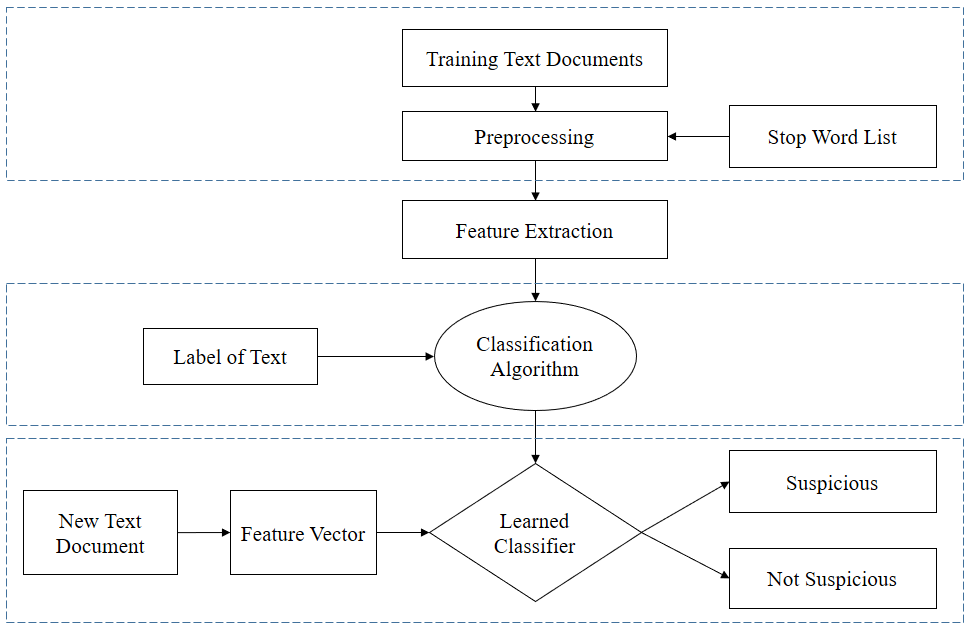 Training Text Documents
Preprocessing
Stop Word List
Feature Extraction
Label of Text
Classification
Algorithm
New Text
Document
Feature Vector
Learned
Classifier
Suspicious
Not Suspicious